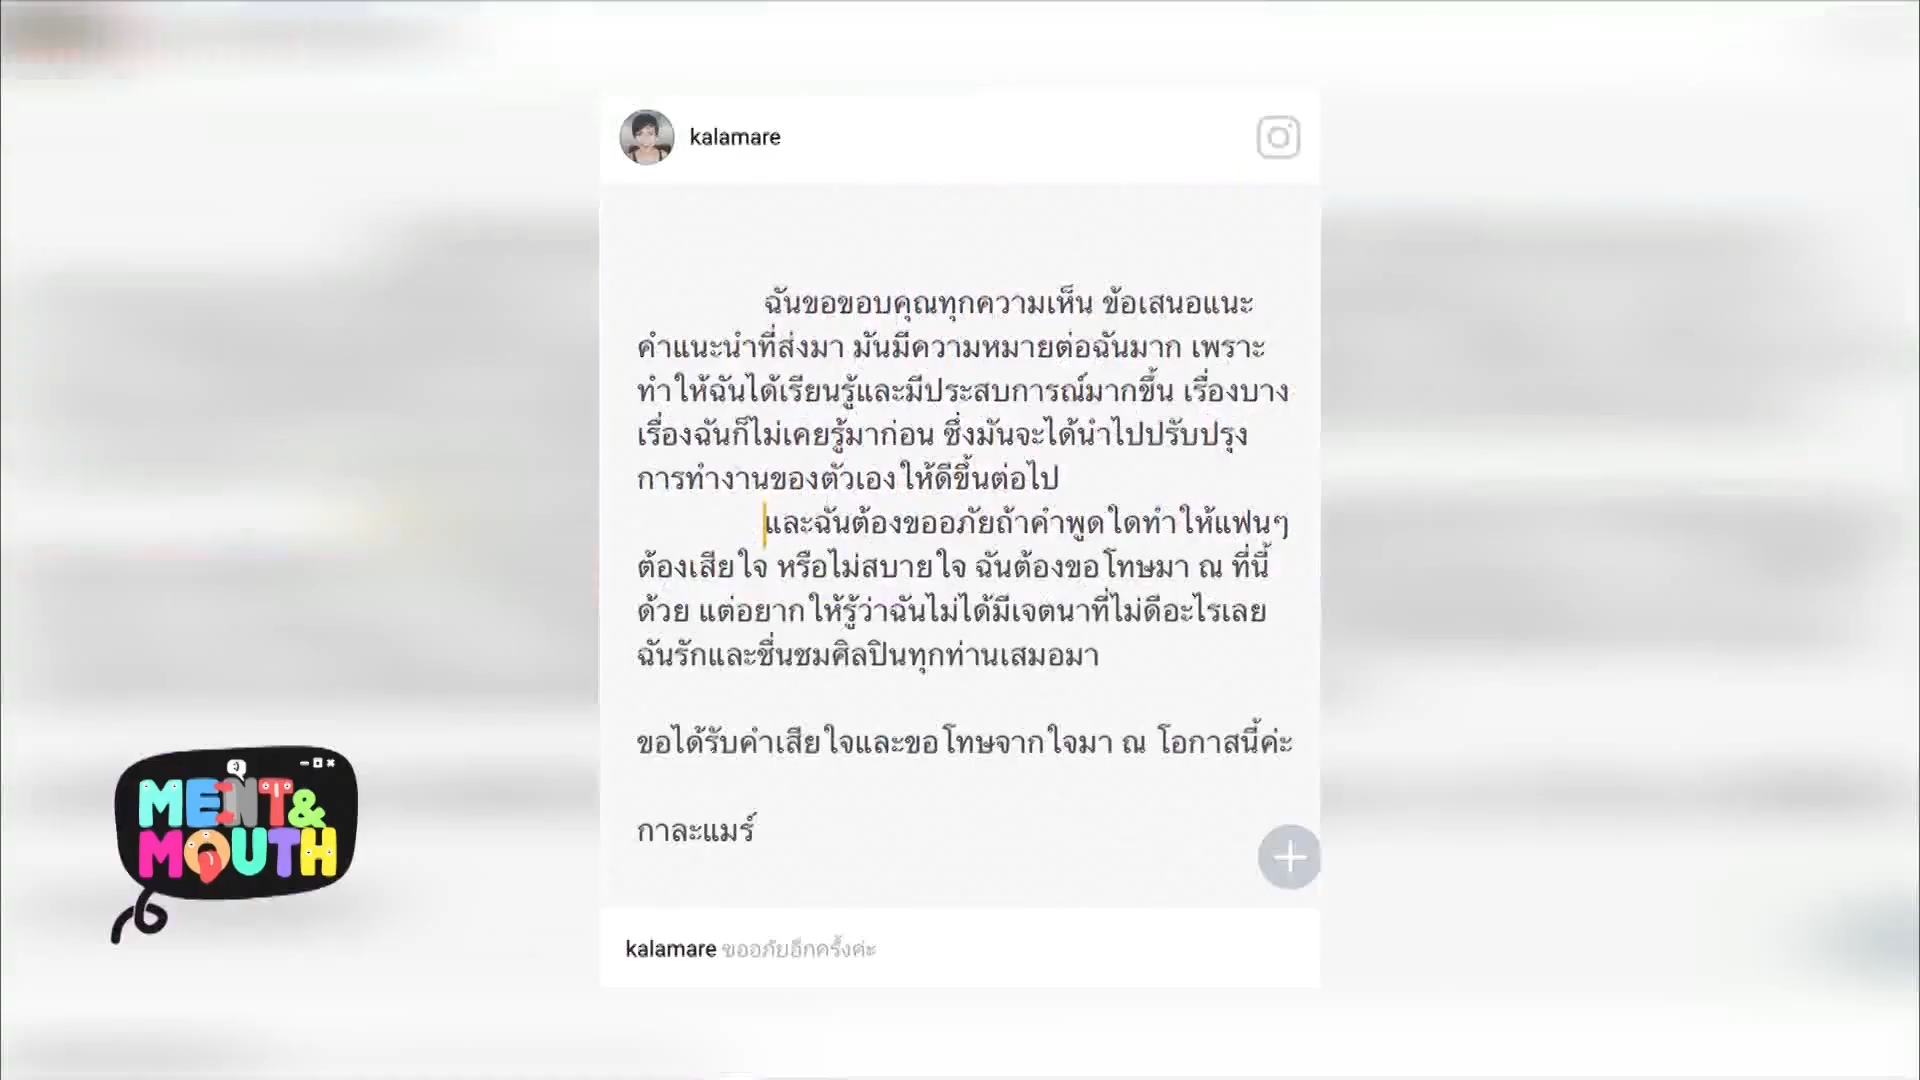 kalamare
ฉันขอขอบคุณทุกความเห็น ข้อเสนอแนะ
คำแนะนำที่ส่งมา มันมีความหมายต่อฉันมาก เพราะ
ทำให้ฉันได้เรียนรู้และมีประสบการณ์มากขึ้น เรื่องบาง
เรื่องฉันก็ไม่เคยรู้มาก่อน ซึ่งมันจะได้นำไปปรับปรุง
การทำงานของตัวเองให้ดีขึ้นต่อไป
และฉันต้องขออภัยถ้าคำพูดใดทำให้แฟนๆ
ต้องเสียใจ หรือไม่สบายใจ ฉันต้องขอโทษมา ณ ที่นี้
ด้วย แต่อยากให้รู้ว่าฉันไม่ได้มีเจตนาที่ไม่ดีอะไรเลย
ฉันรักและชื่นชมศิลปินทุกท่านเสมอมา
ขอได้รับคำเสียใจและขอโทษจากใจมา ณ โอกาสนี้ค่ะ
กาละแมร์
kalamare ขออภัยอีกครั้งค่ะ
MENT&
MOUTH